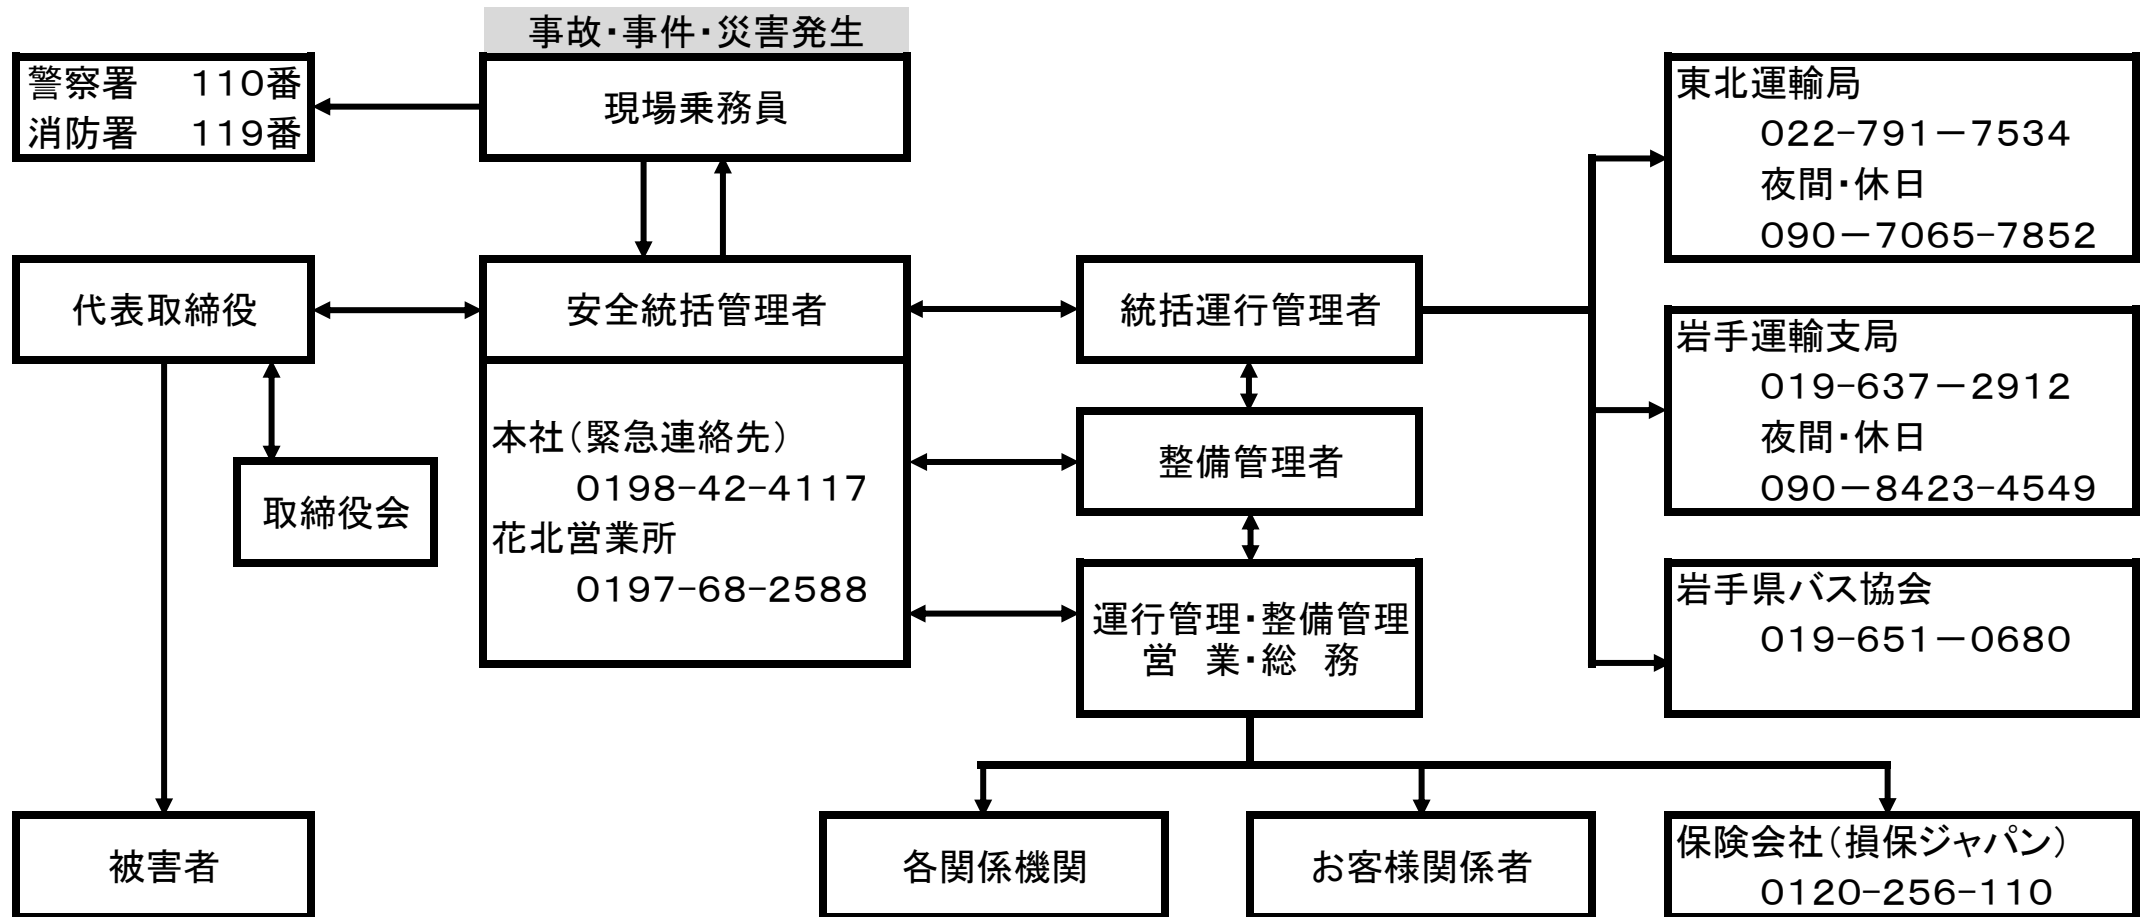 事故・事件・災害発生
警察署　110番
消防署　119番
現場乗務員
東北運輸局
022-791－7534
夜間・休日
090－7065-7852
代表取締役
安全統括管理者
統括運行管理者
岩手運輸支局
019-637－2912
夜間・休日
090－8423-4549
本社（緊急連絡先）
0198-42-4117
花北営業所
0197-68-2588
整備管理者
取締役会
運行管理・整備管理
営　業・総　務
岩手県バス協会
019-651－0680
被害者
各関係機関
お客様関係者
保険会社（損保ジャパン）
0120-256-110